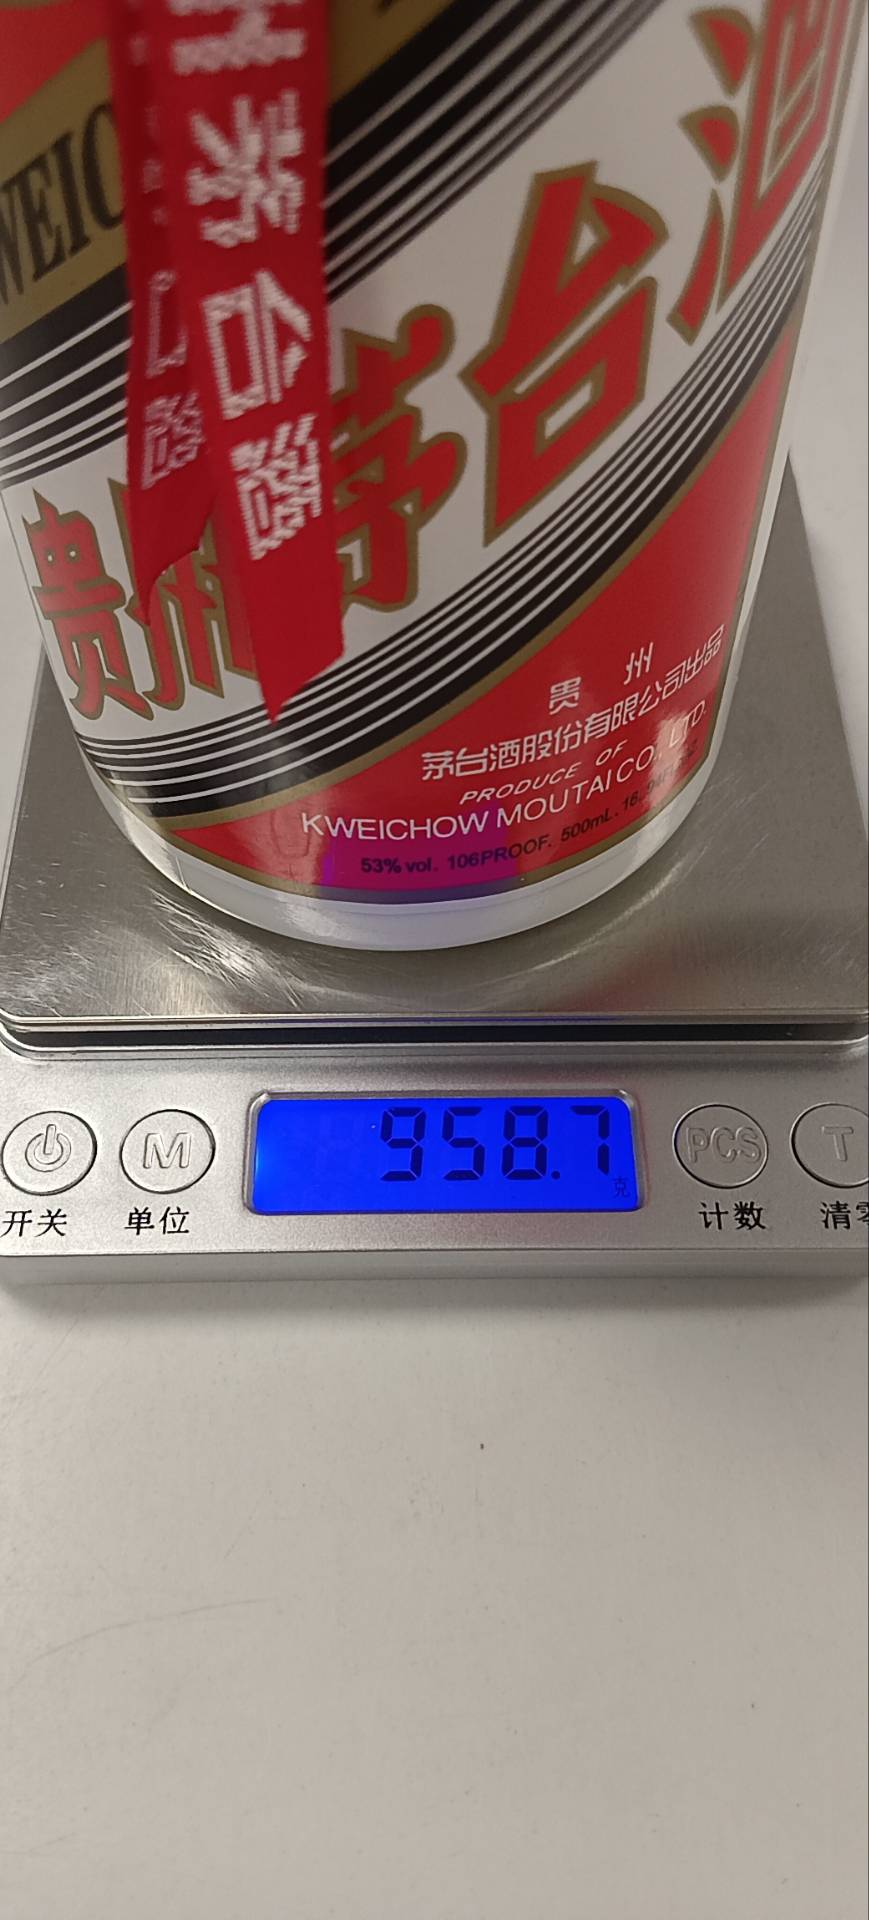 WEIC
茅台酒
贵州茅台酒
贵 州
茅台酒股份有限公司出品
PRODUCE OF
KWEICHOW MOUTAI CO., LTD.
53% vol. 106PROOF. 500mL.
958.7
克
M
PCS
T
开关
单位
计数
清零